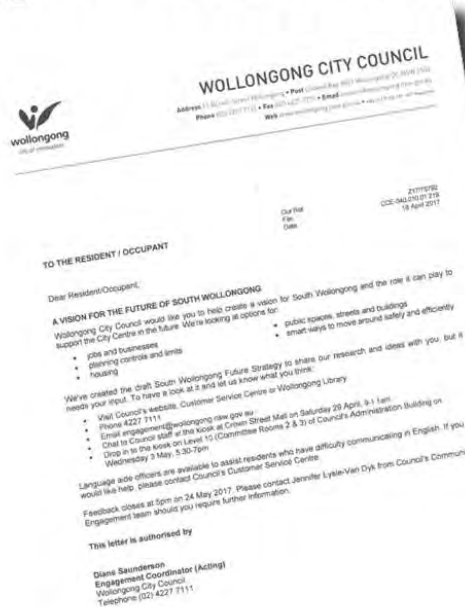 WOLLONGONG CITY COUNCIL
wollongong
Address
Post
Phone
Fax
Email
Web
Our Ref:
File:
Date:
18 April 2017
TO THE RESIDENT / OCCUPANT
Dear Resident/Occupant,
A VISION FOR THE FUTURE OF SOUTH WOLLONGONG
Wollongong City Council would like you to help create a vision for South Wollongong and the role it can play to
support the City Centre in the future. We're looking at options for:
• jobs and businesses
• planning controls and limits
• housing
• public spaces, streets and buildings
• smart ways to move around safely and efficiently
We've created the draft South Wollongong Future Strategy to share our research and ideas with you, but it
needs your input. To have a look at it and let us know what you think:
• Visit Council's website, Customer Service Centre or Wollongong Library
• Phone 4227 7111
• Email engagement@wollongong.nsw.gov.au
• Chat to Council staff at the Kiosk at Crown Street Mall on Saturday 29 April, 9-11am
• Drop in to the Kiosk on Level 10 (Committee Rooms 2 & 3) of Council's Administration Building on
Wednesday 3 May, 5.30-7pm
Language aide officers are available to assist residents who have difficulty communicating in English. If you
would like help, please contact Council's Customer Service Centre.
Feedback closes at 5pm on 24 May 2017. Please contact Jennifer Lysle-Van Dyk from Council's Communi
Engagement team should you require further information.
This letter is authorised by
Diane Saunderson
Engagement Coordinator (Acting)
Wollongong City Council
Telephone (02) 4227 7111